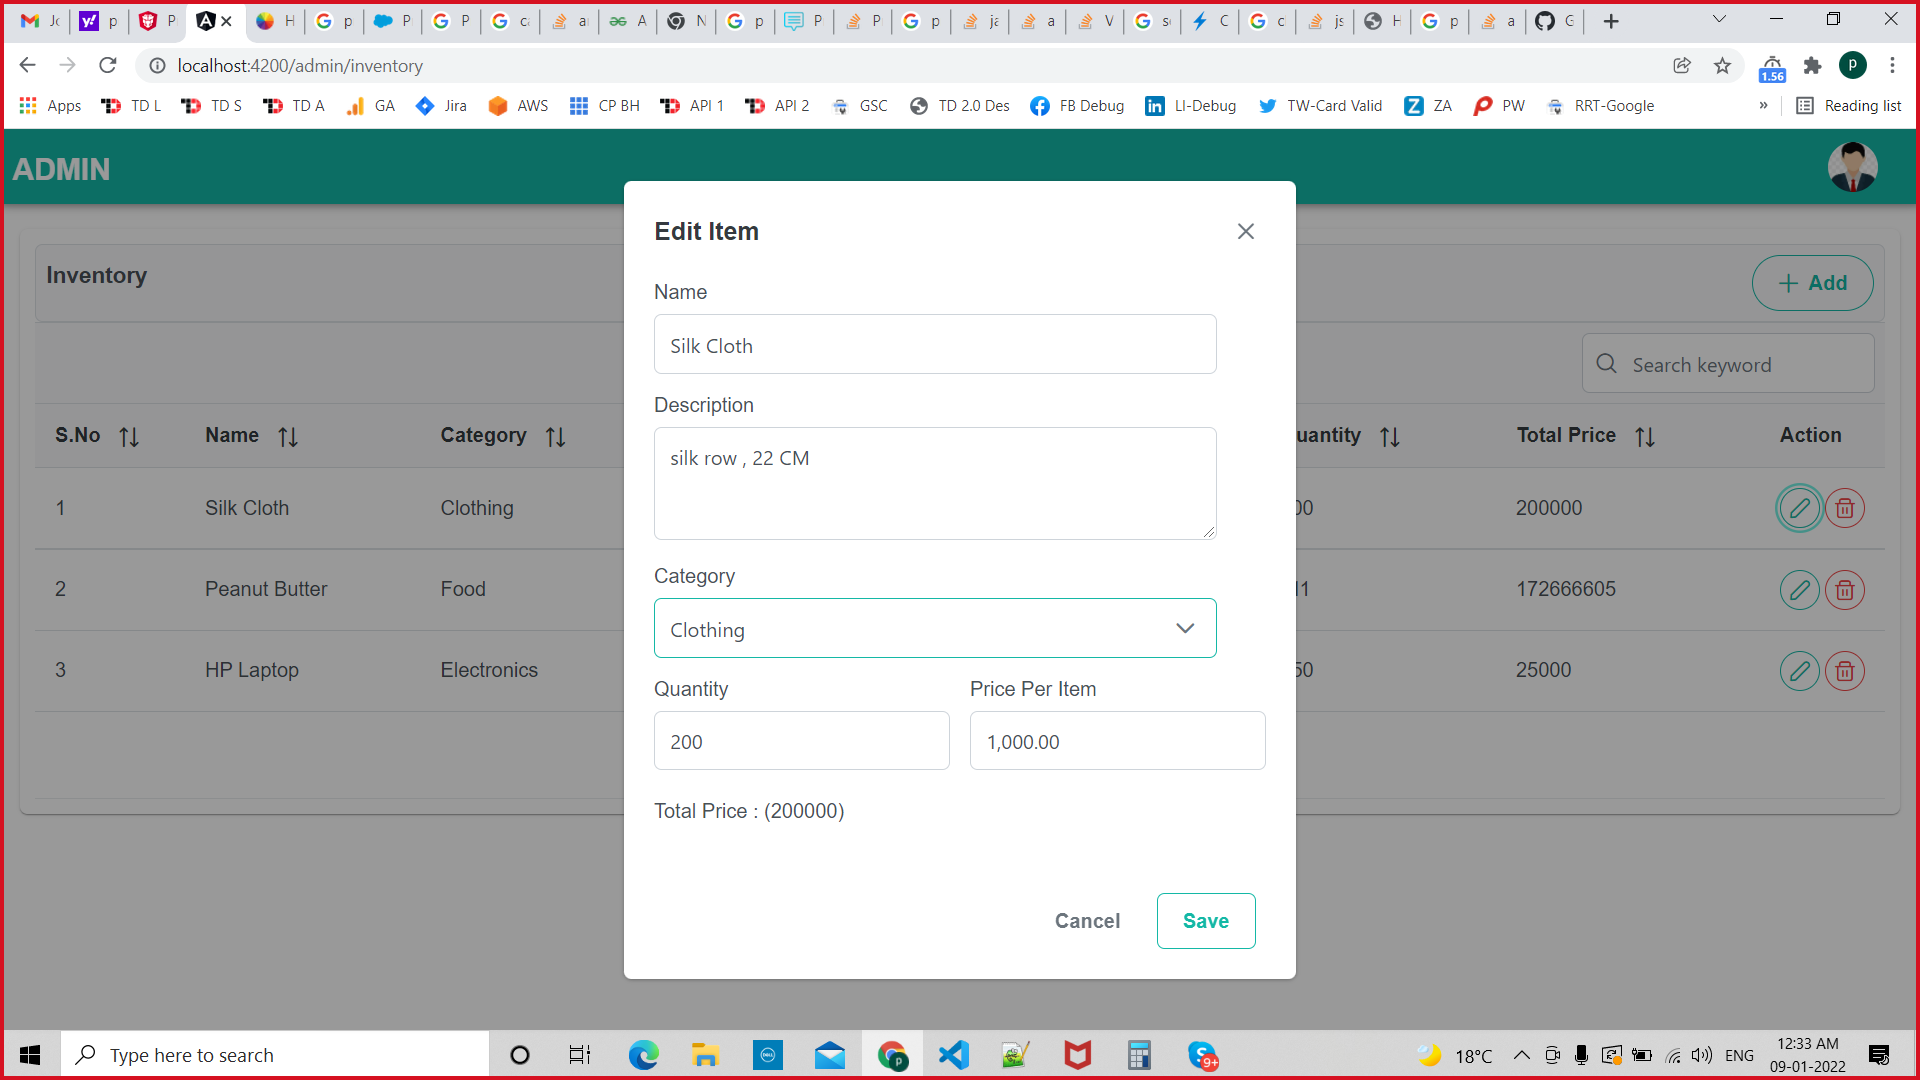 localhost:4200/admin/inventory
1.56
P
Apps TD L TD S TD A GA Jira AWS CP BH API 1 API 2 GSC TD 2.0 Des FB Debug LI-Debug TW-Card Valid ZA PW RRT-Google » Reading list
ADMIN
Inventory
Add
Search keyword
S.No Name Category uantity Total Price Action
1 Silk Cloth Clothing 00 200000
2 Peanut Butter Food 172666605
3 HP Laptop Electronics 50 25000
Edit Item
Name
Silk Cloth
Description
silk row , 22 CM
Category
Clothing
Quantity Price Per Item
200 1,000.00
Total Price : (200000)
Cancel Save
Type here to search
9+
18°C
ENG
12:33 AM
09-01-2022